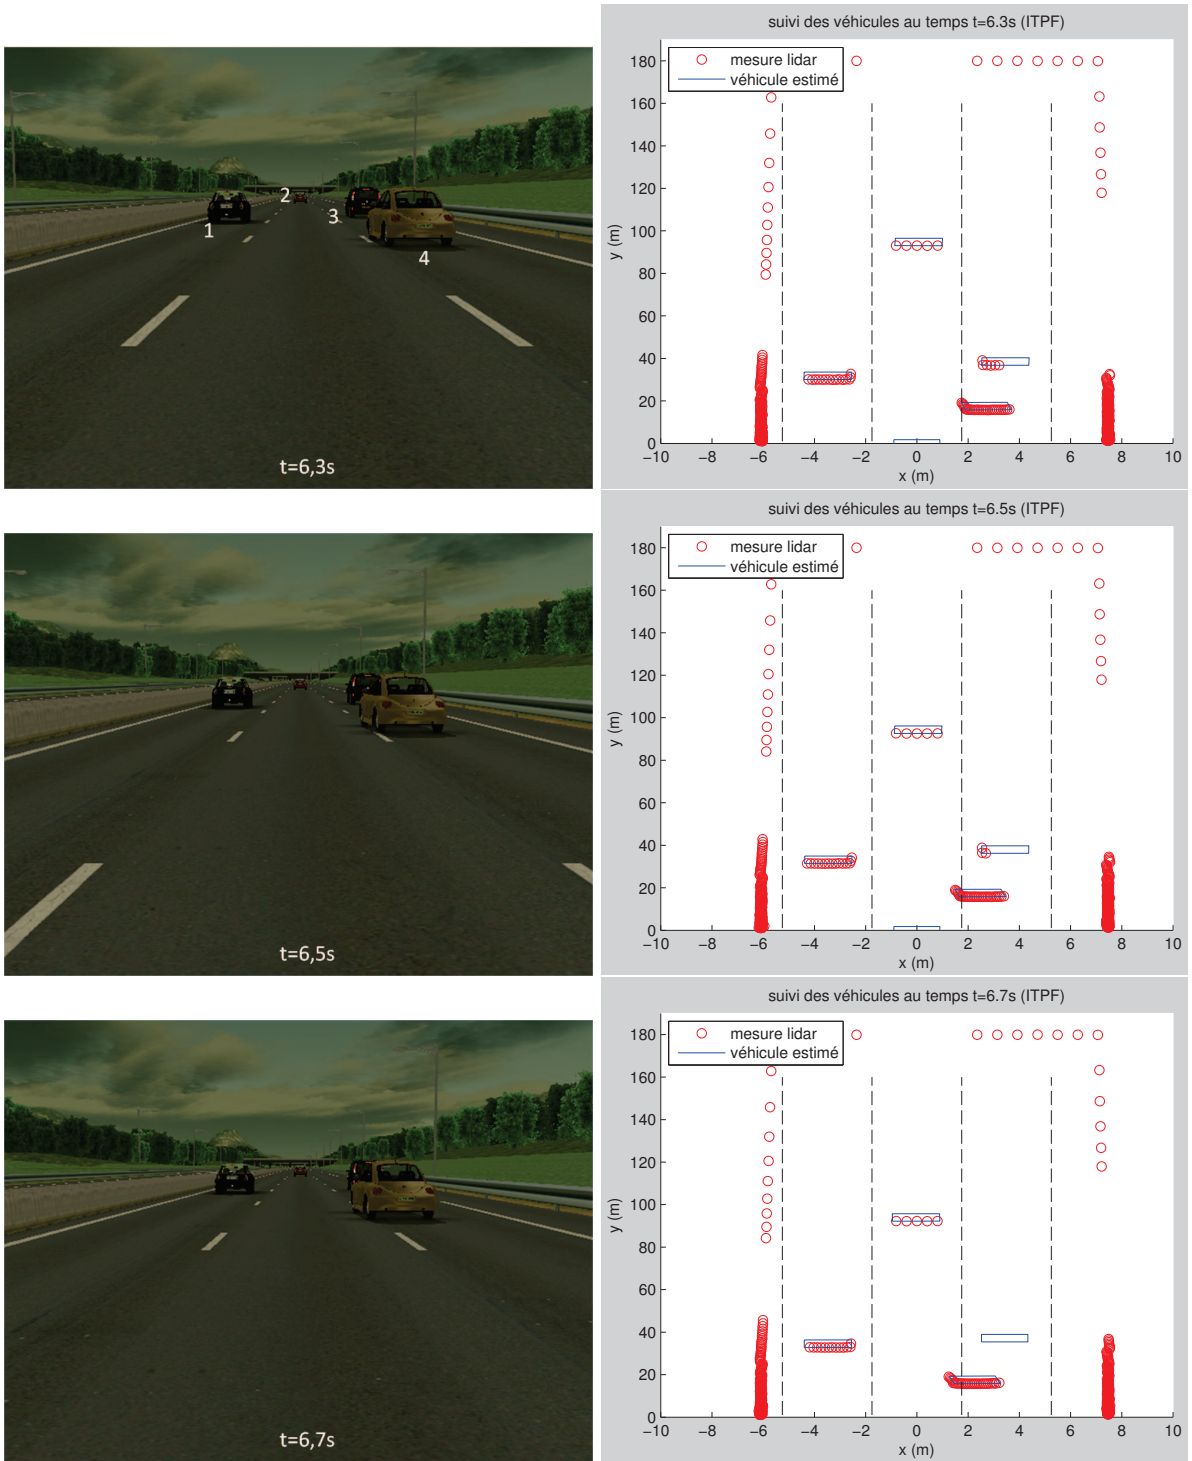 1
2
3
4
t=6,3s
suivi des véhicules au temps t=6.3s (ITPF)
mesure lidar
véhicule estimé
y (m)
180
160
140
120
100
80
60
40
20
0
−10 −8 −6 −4 −2 0 2 4 6 8 10
x (m)
t=6,5s
suivi des véhicules au temps t=6.5s (ITPF)
mesure lidar
véhicule estimé
y (m)
180
160
140
120
100
80
60
40
20
0
−10 −8 −6 −4 −2 0 2 4 6 8 10
x (m)
t=6,7s
suivi des véhicules au temps t=6.7s (ITPF)
mesure lidar
véhicule estimé
y (m)
180
160
140
120
100
80
60
40
20
0
−10 −8 −6 −4 −2 0 2 4 6 8 10
x (m)